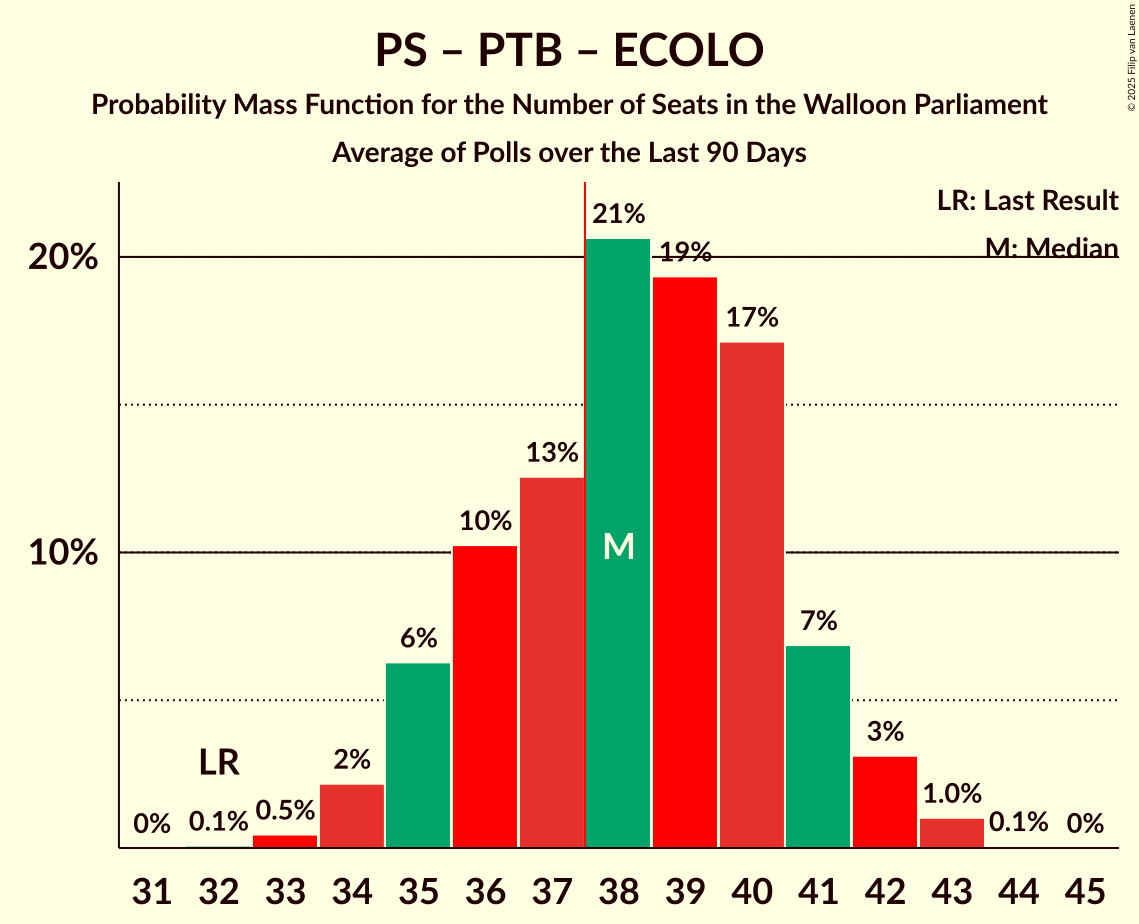 PS – PTB – ECOLO
Probability Mass Function for the Number of Seats in the Walloon Parliament
Average of Polls over the Last 90 Days
© 2025 Filip van Laenen
LR: Last Result
M: Median
20%
10%
0%
0.1%
0.5%
2%
6%
10%
13%
21%
19%
17%
7%
3%
1.0%
0.1%
0%
LR
M
31 32 33 34 35 36 37 38 39 40 41 42 43 44 45